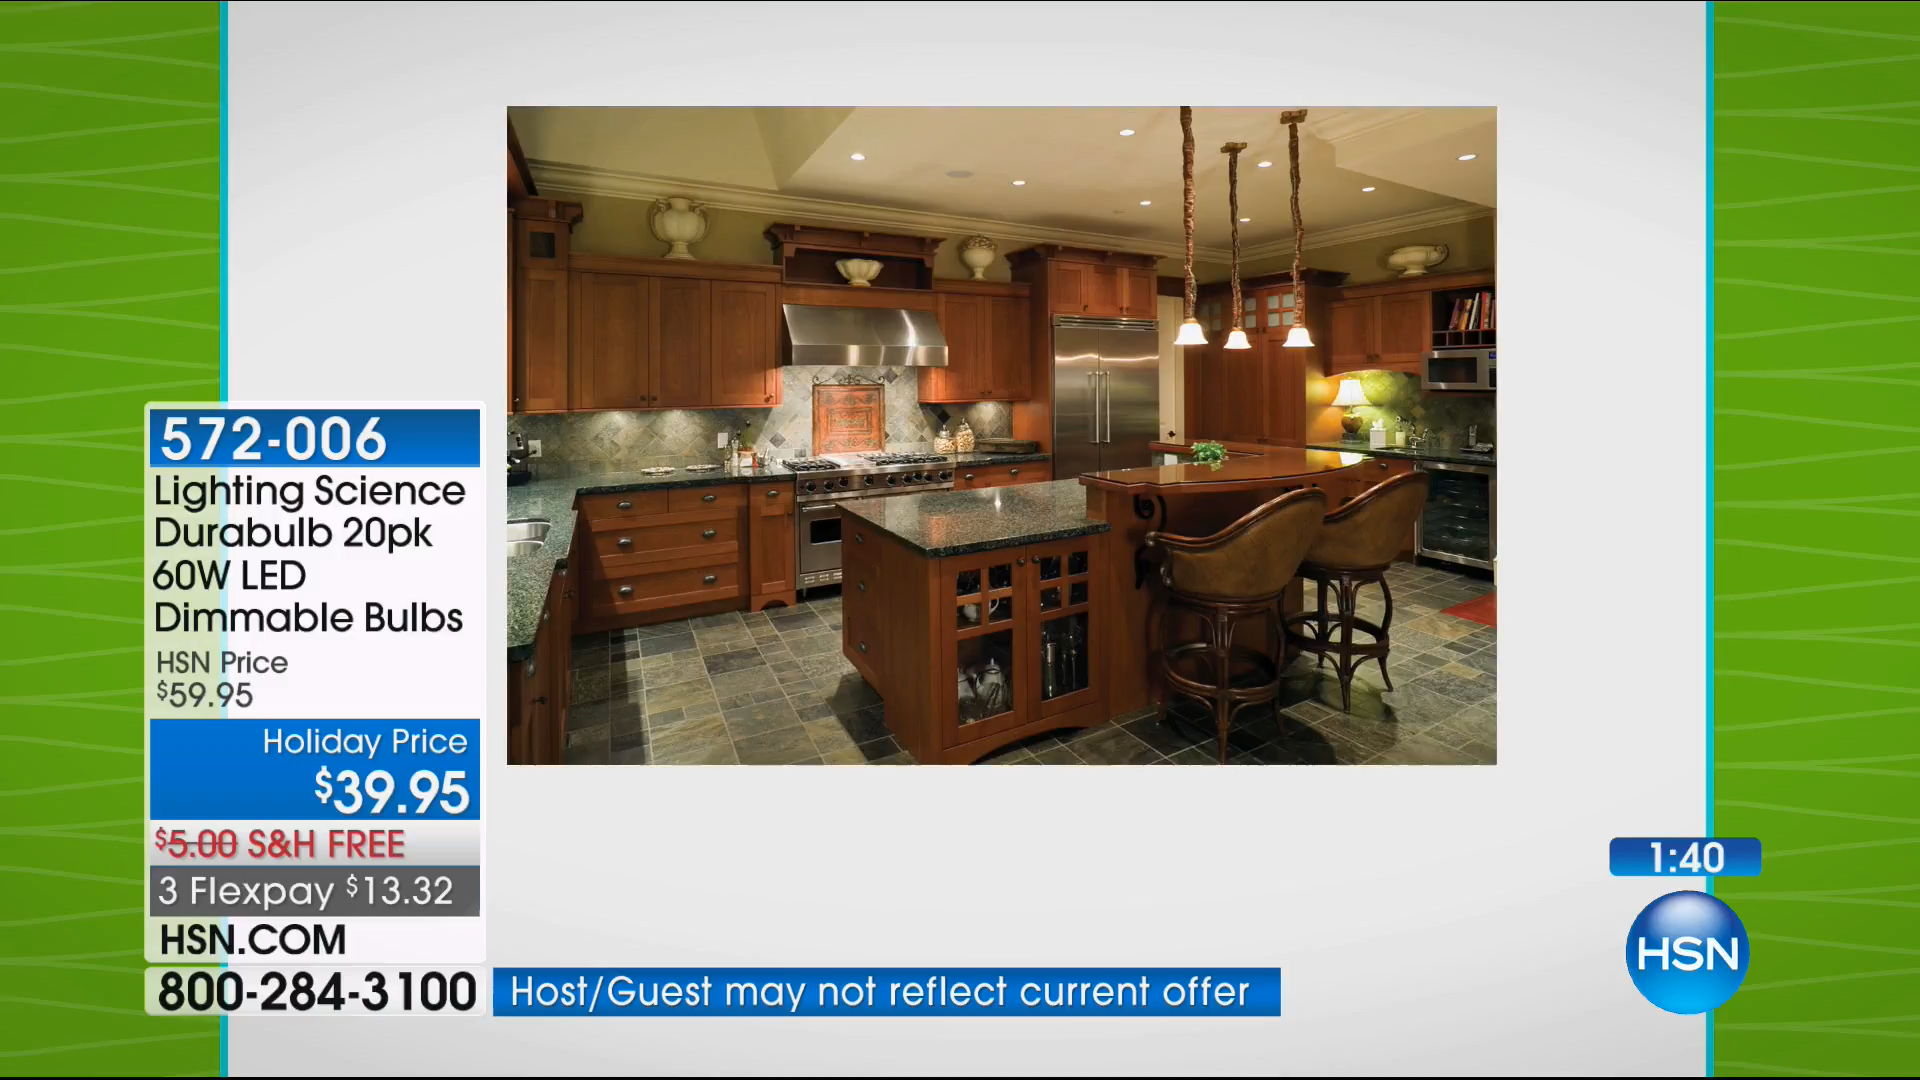 572-006
Lighting Science
Durabulb 20pk
60W LED
Dimmable Bulbs
HSN Price
$59.95
Holiday Price
$39.95
$5.00 S&H FREE
3 Flexpay $13.32
HSN.COM
800-284-3100
Host/Guest may not reflect current offer
1:40
HSN